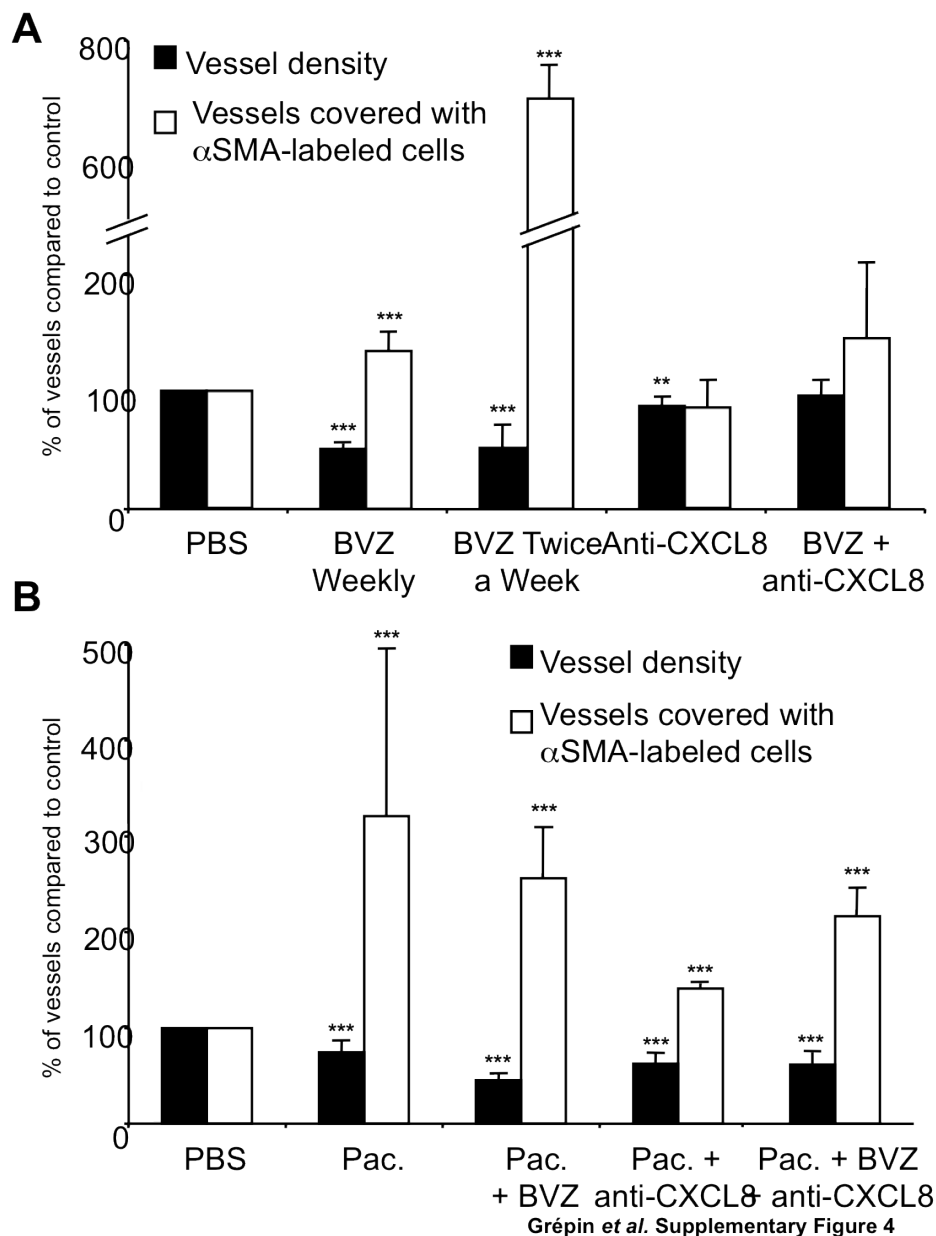 A
800
Vessel density
Vessels covered with
αSMA-labeled cells
600
200
100
0
% of vessels compared to control
***
***
***
***
**
PBS
BVZ
Weekly
BVZ Twice
a Week
Anti-CXCL8
BVZ +
anti-CXCL8
B
500
400
300
200
100
0
% of vessels compared to control
Vessel density
Vessels covered with
αSMA-labeled cells
***
***
***
***
***
***
***
***
PBS
Pac.
Pac.
+ BVZ
Pac. +
anti-CXCL8
Pac. + BVZ
+ anti-CXCL8
Grépin et al. Supplementary Figure 4